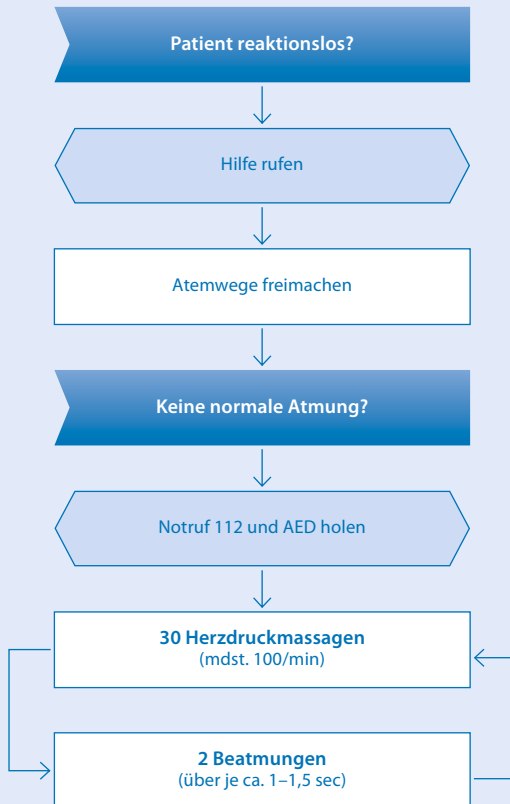 Patient reaktionslos?
Hilfe rufen
Atemwege freimachen
Keine normale Atmung?
Notruf 112 und AED holen
30 Herzdruckmassagen
(mdst. 100/min)
2 Beatmungen
(über je ca. 1–1,5 sec)